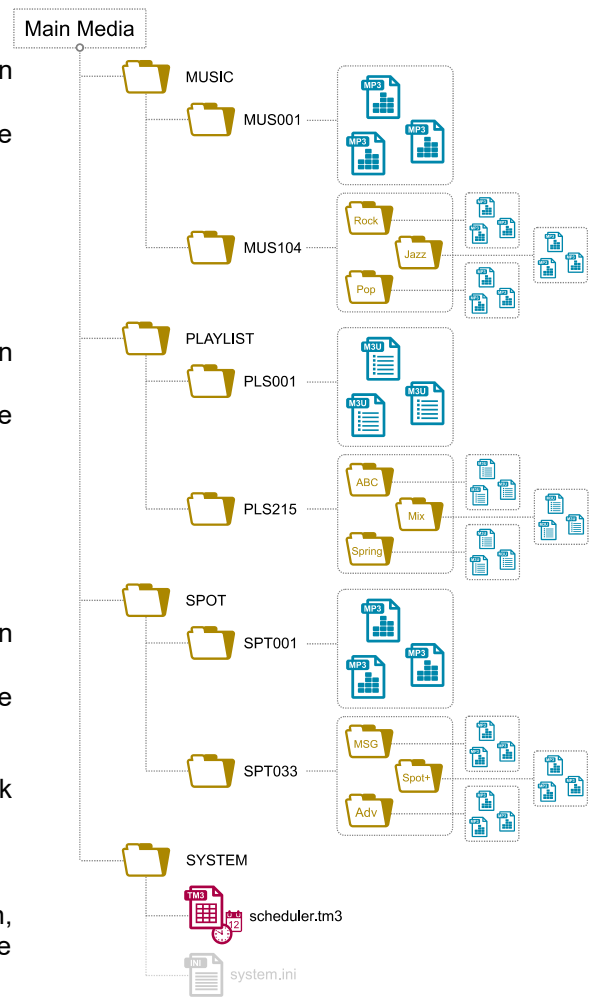 Main Media
n
MUSIC
MP3
MUS001
MP3
MP3
e
Rock
MUS104
Jazz
Pop
PLAYLIST
n
M3U
PLS001
M3U
M3U
e
ABC
PLS215
Mix
Spring
SPOT
n
MP3
SPT001
MP3
MP3
e
MSG
SPT033
Spot+
k
Adv
SYSTEM
TM3
12
scheduler.tm3
n,
e
INI
system.ini